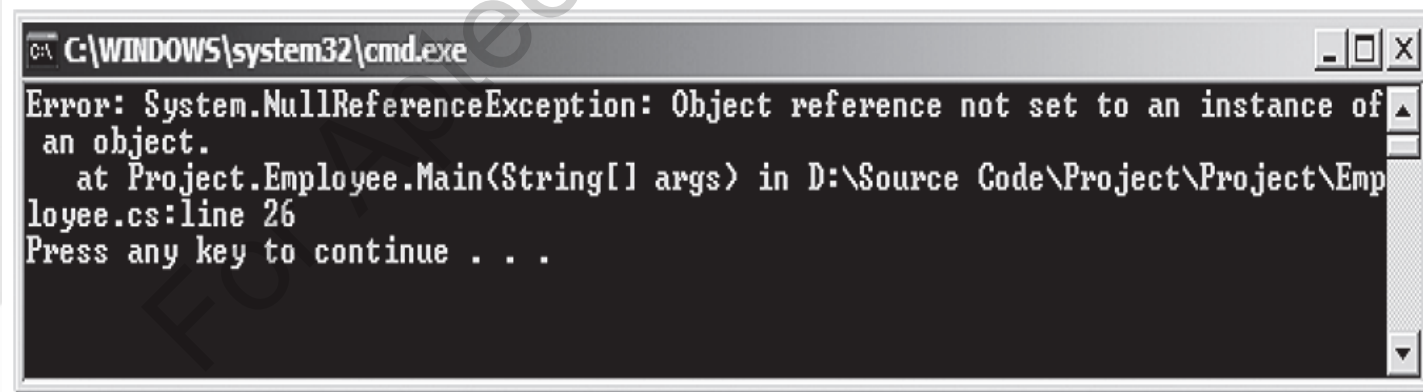 C:\WINDOWS\system32\cmd.exe
Error: System.NullReferenceException: Object reference not set to an instance of
an object.
at Project.Employee.Main(String[] args) in D:\Source Code\Project\Project\Emp
loyee.cs:line 26
Press any key to continue . . .
For Aptec